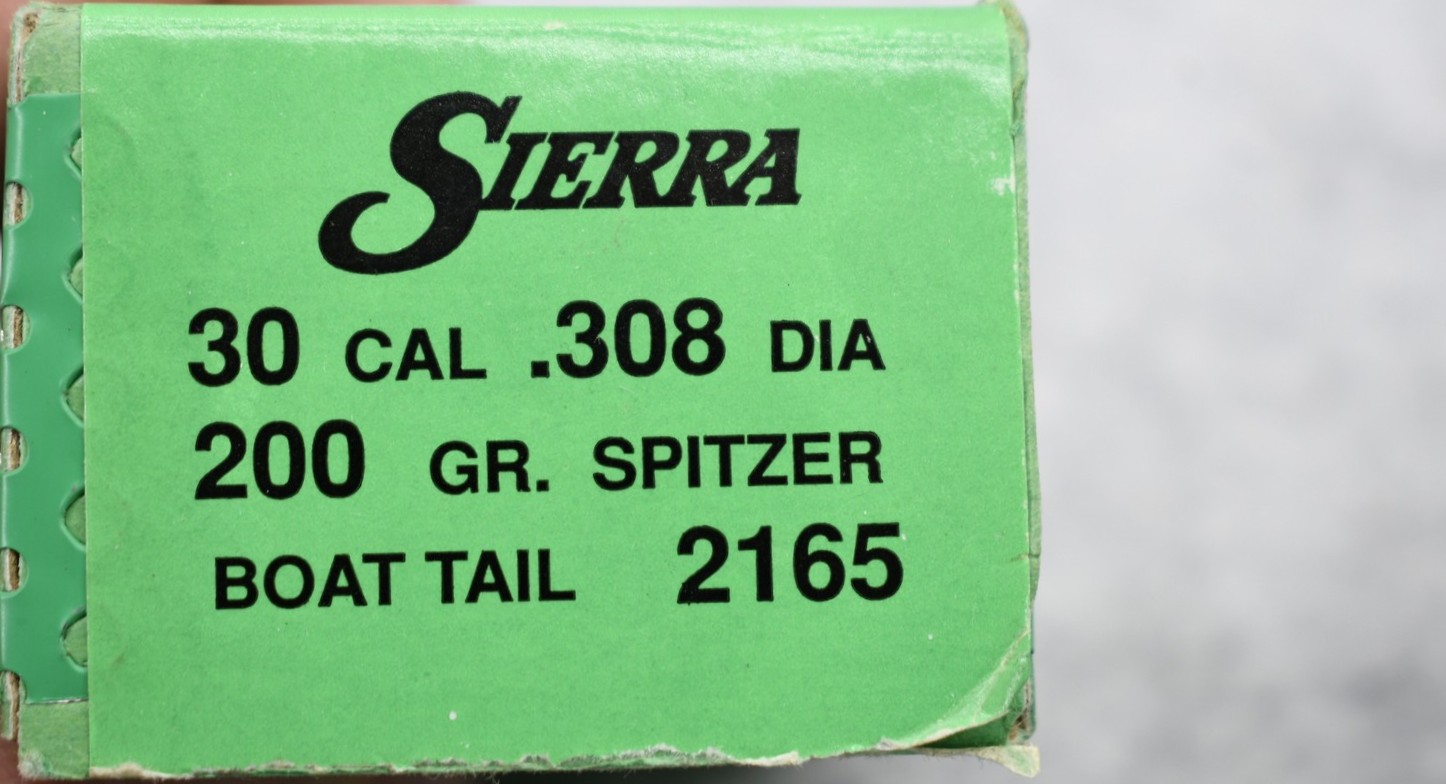 SIERRA
30 CAL .308 DIA
200 GR. SPITZER
BOAT TAIL 2165